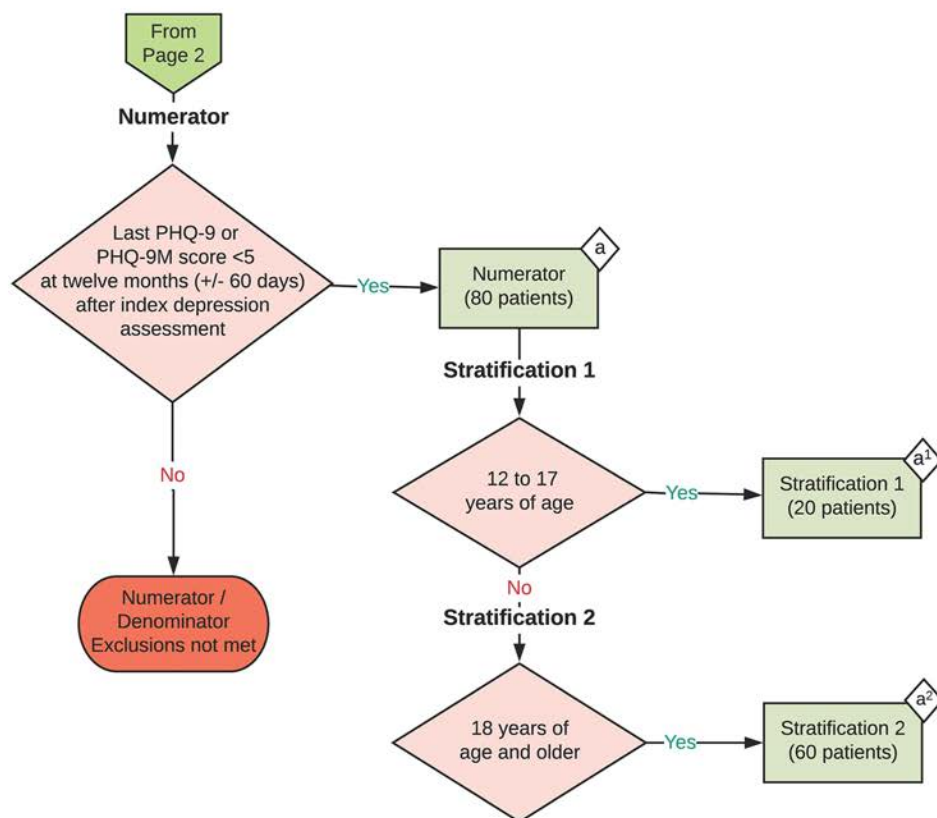 From
Page 2
Numerator
Last PHQ-9 or
PHQ-9M score <5
at twelve months (+/- 60 days)
after index depression
assessment
Yes
a
Numerator
(80 patients)
Stratification 1
No
12 to 17
years of age
Yes
a¹
Stratification 1
(20 patients)
Numerator /
Denominator
Exclusions not met
No
Stratification 2
18 years of
age and older
Yes
a²
Stratification 2
(60 patients)